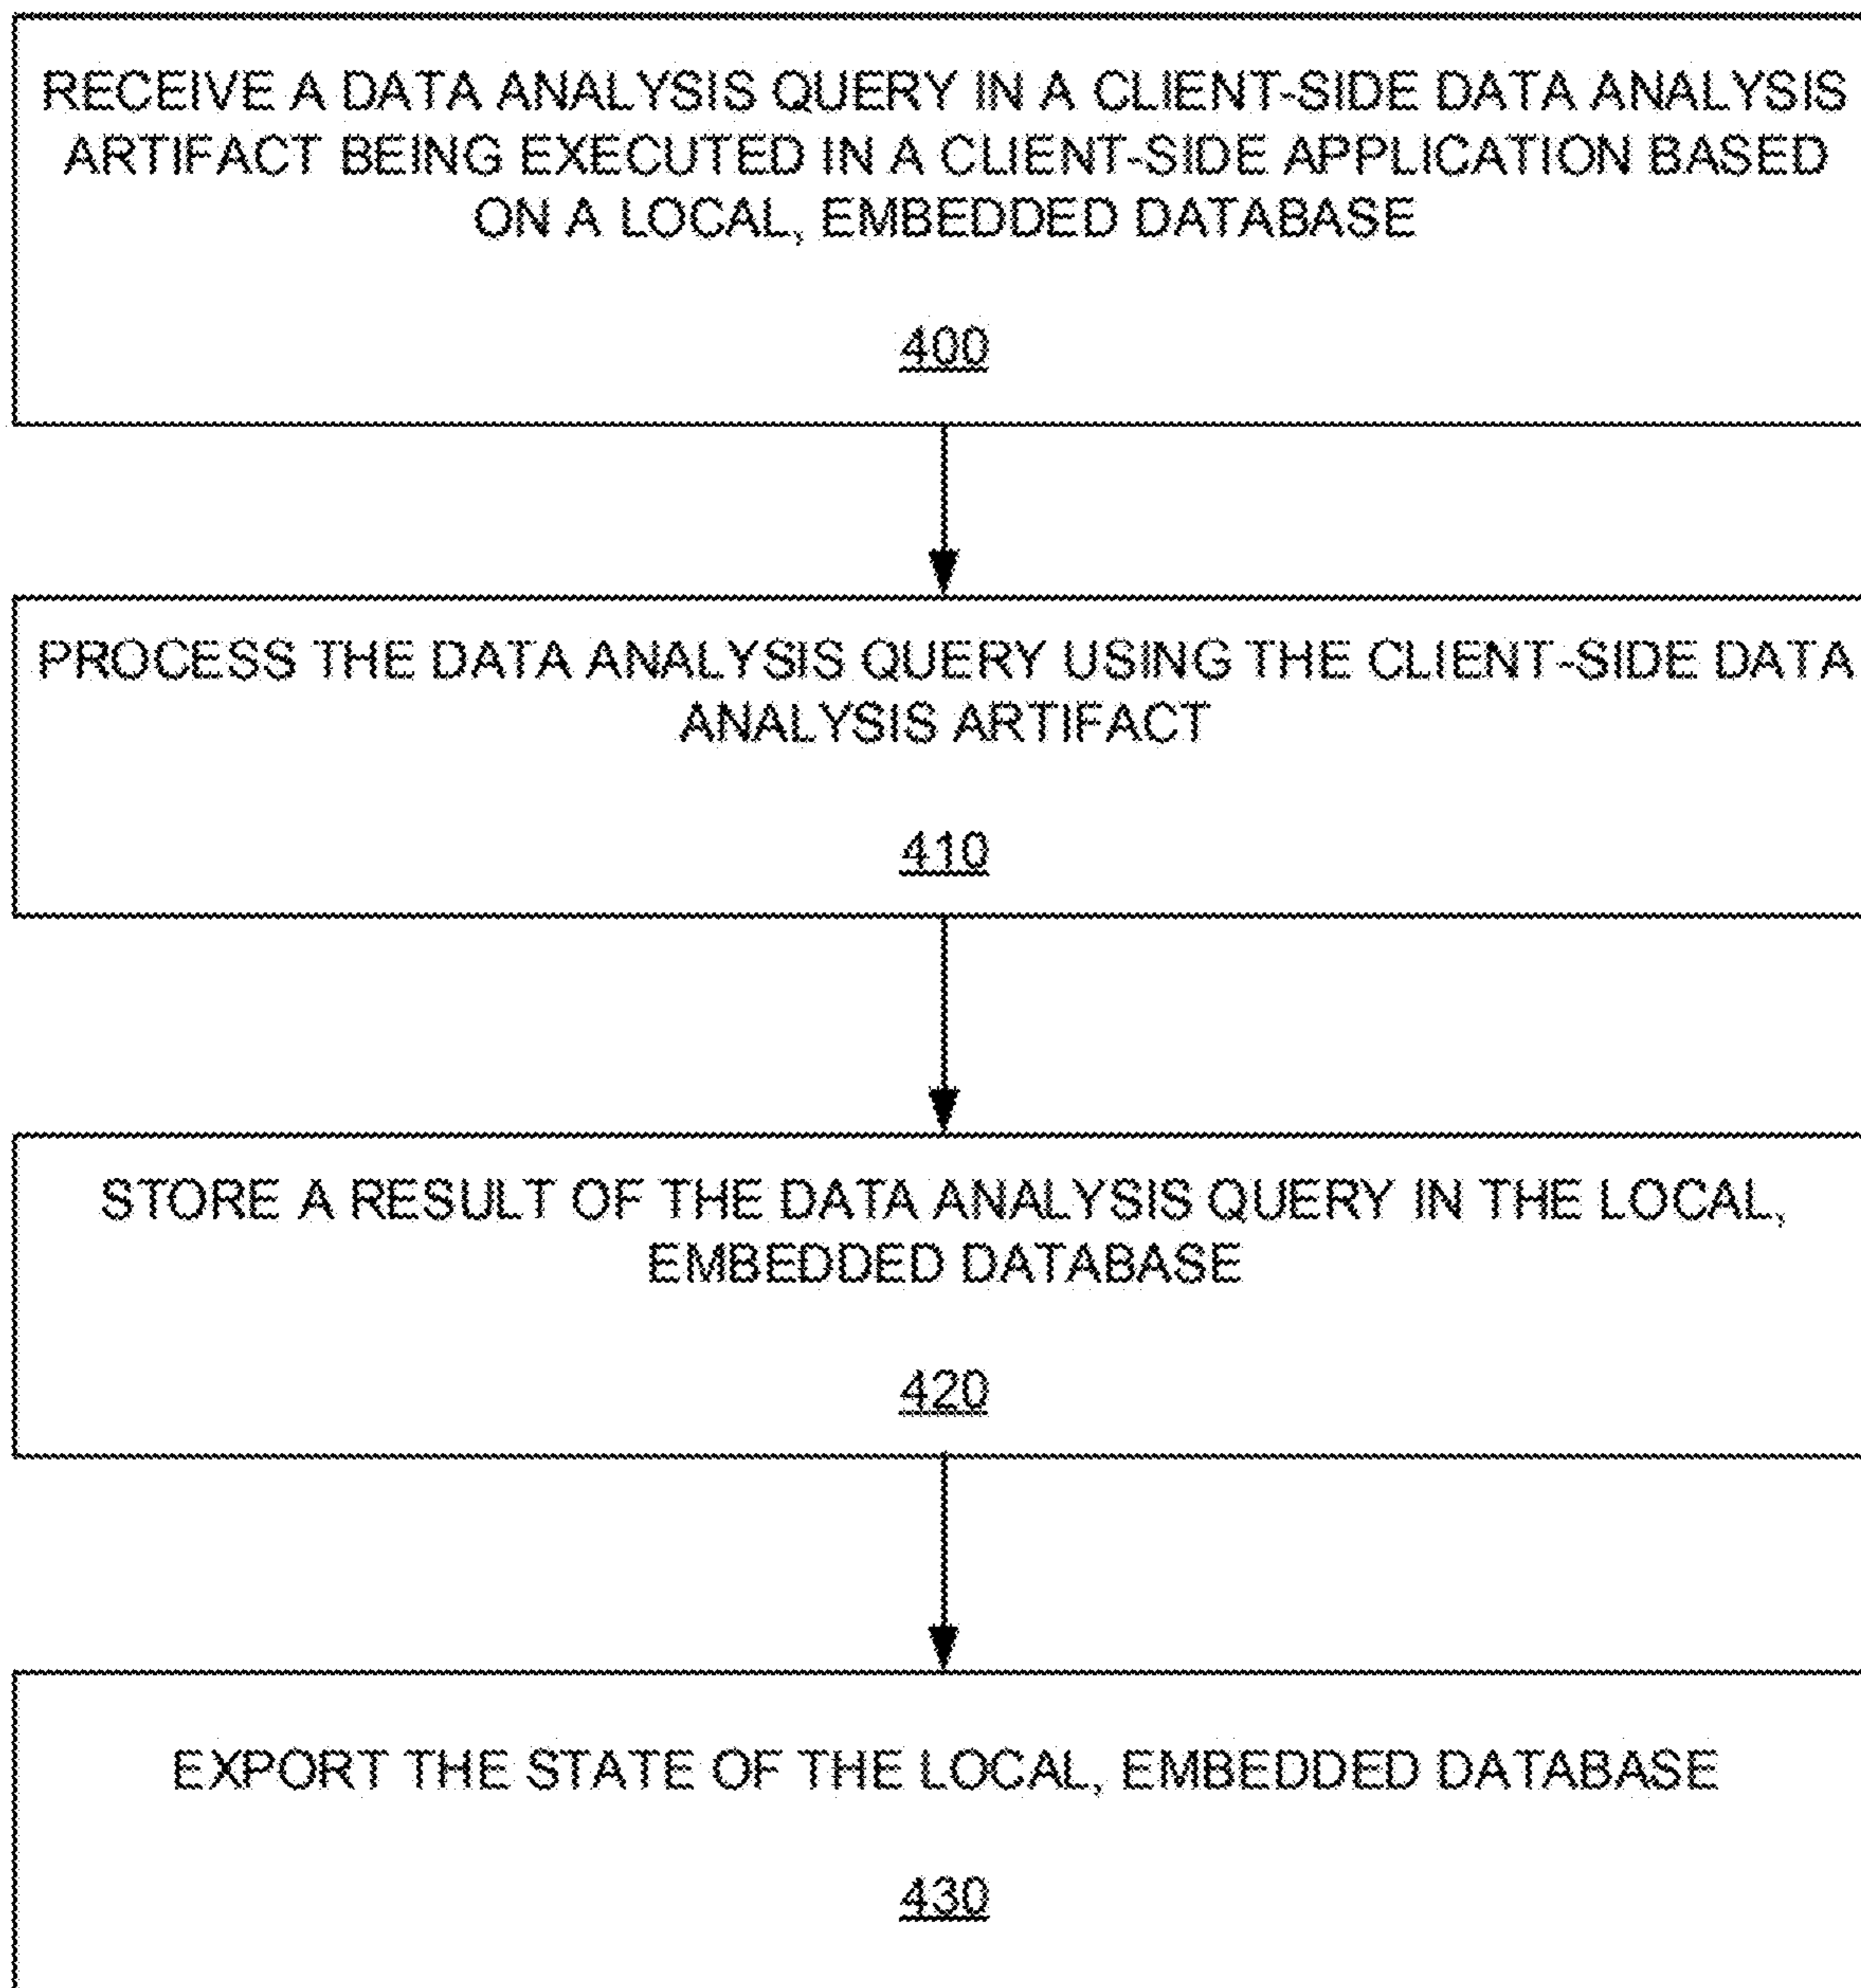 RECEIVE A DATA ANALYSIS QUERY IN A CLIENT-SIDE DATA ANALYSIS
ARTIFACT BEING EXECUTED IN A CLIENT-SIDE APPLICATION BASED
ON A LOCAL, EMBEDDED DATABASE
400
PROCESS THE DATA ANALYSIS QUERY USING THE CLIENT-SIDE DATA
ANALYSIS ARTIFACT
410
STORE A RESULT OF THE DATA ANALYSIS QUERY IN THE LOCAL,
EMBEDDED DATABASE
420
EXPORT THE STATE OF THE LOCAL, EMBEDDED DATABASE
430